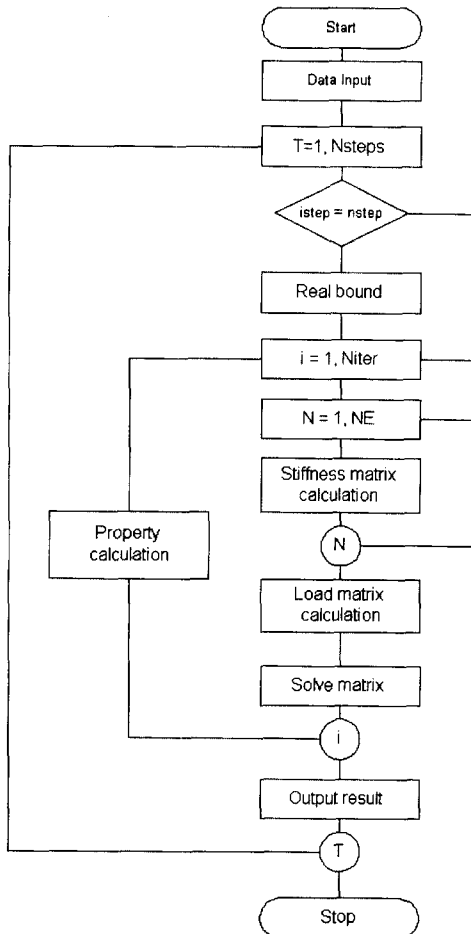 Start
Data Input
T=1, Nsteps
istep = nstep
Real bound
i = 1, Niter
N = 1, NE
Stiffness matrix
calculation
Property
calculation
N
Load matrix
calculation
Solve matrix
i
Output result
T
Stop